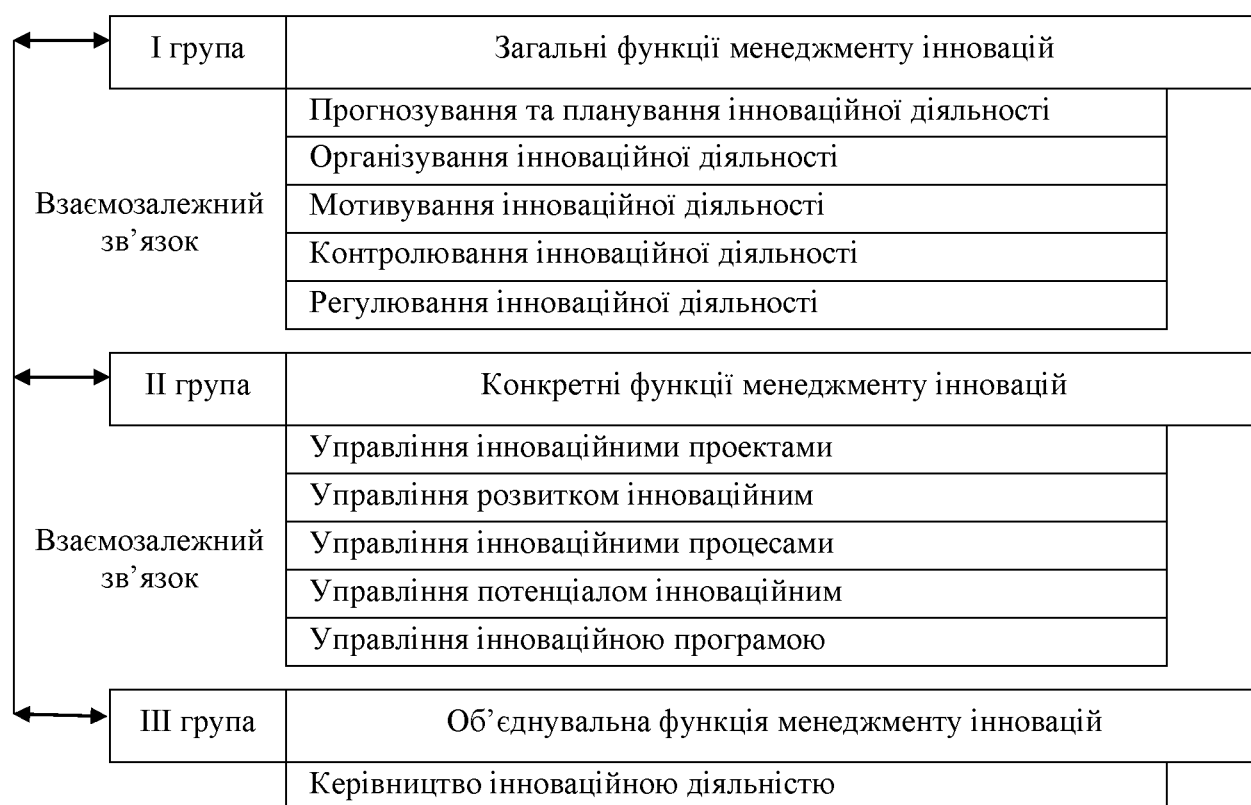 І група
Загальні функції менеджменту інновацій
Прогнозування та планування інноваційної діяльності
Організування інноваційної діяльності
Мотивування інноваційної діяльності
Контролювання інноваційної діяльності
Регулювання інноваційної діяльності
Взаємозалежний
зв’язок
ІІ група
Конкретні функції менеджменту інновацій
Управління інноваційними проектами
Управління розвитком інноваційним
Управління інноваційними процесами
Управління потенціалом інноваційним
Управління інноваційною програмою
Взаємозалежний
зв’язок
ІІІ група
Об’єднувальна функція менеджменту інновацій
Керівництво інноваційною діяльністю